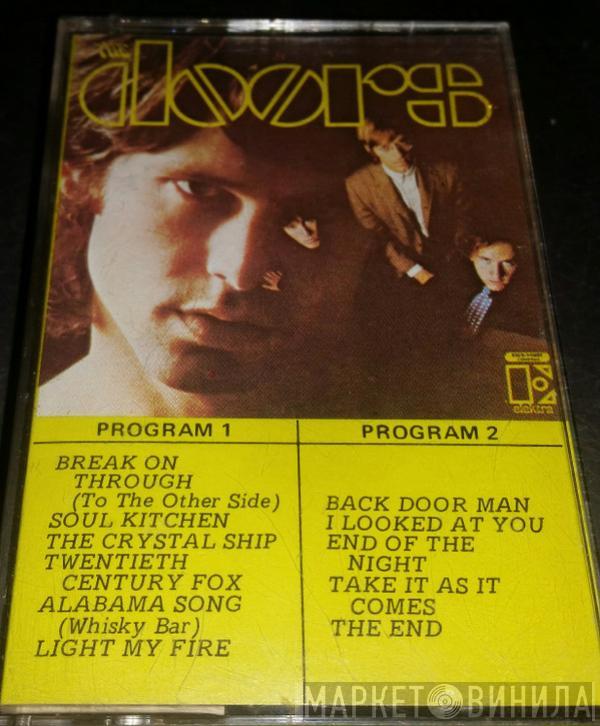 THE
doors
elektra
PROGRAM 1
BREAK ON
THROUGH
(To The Other Side)
SOUL KITCHEN
THE CRYSTAL SHIP
TWENTIETH
CENTURY FOX
ALABAMA SONG
(Whisky Bar)
LIGHT MY FIRE
PROGRAM 2
BACK DOOR MAN
I LOOKED AT YOU
END OF THE
NIGHT
TAKE IT AS IT
COMES
THE END
МАРКЕТ ВИНИЛА